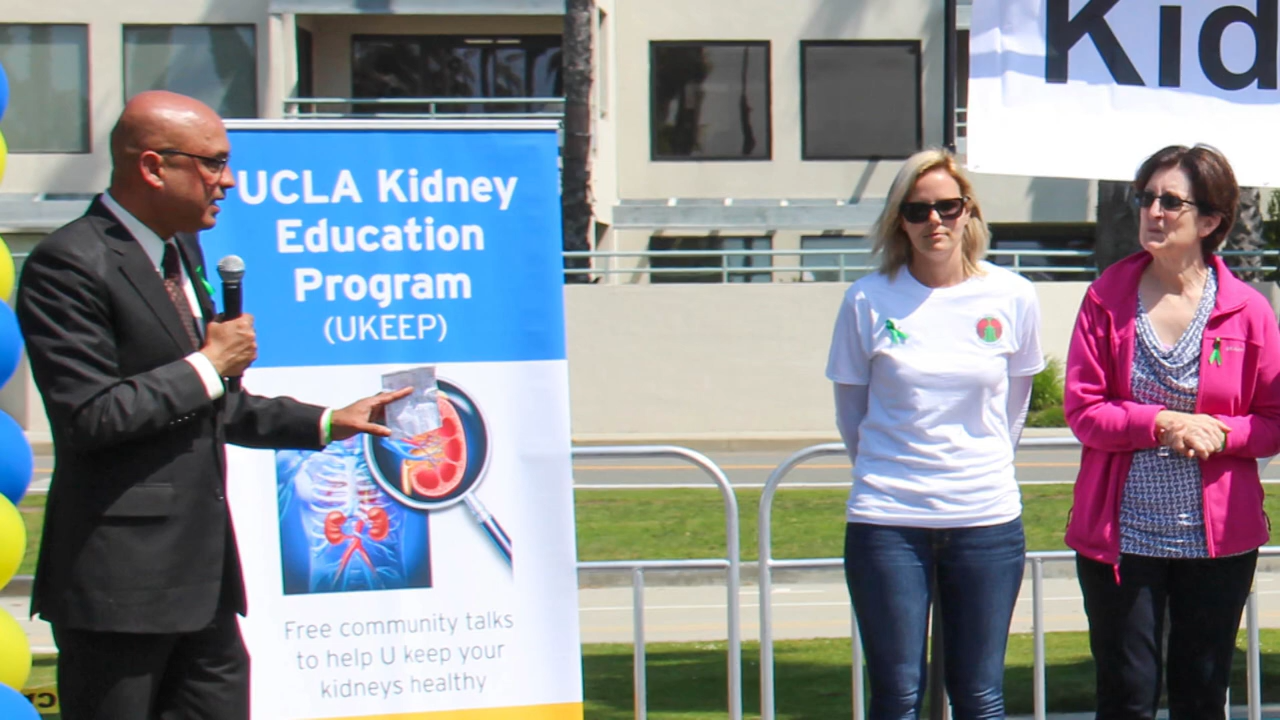 Kid
UCLA Kidney
Education
Program
(UKEEP)
Free community talks
to help U keep your
kidneys healthy